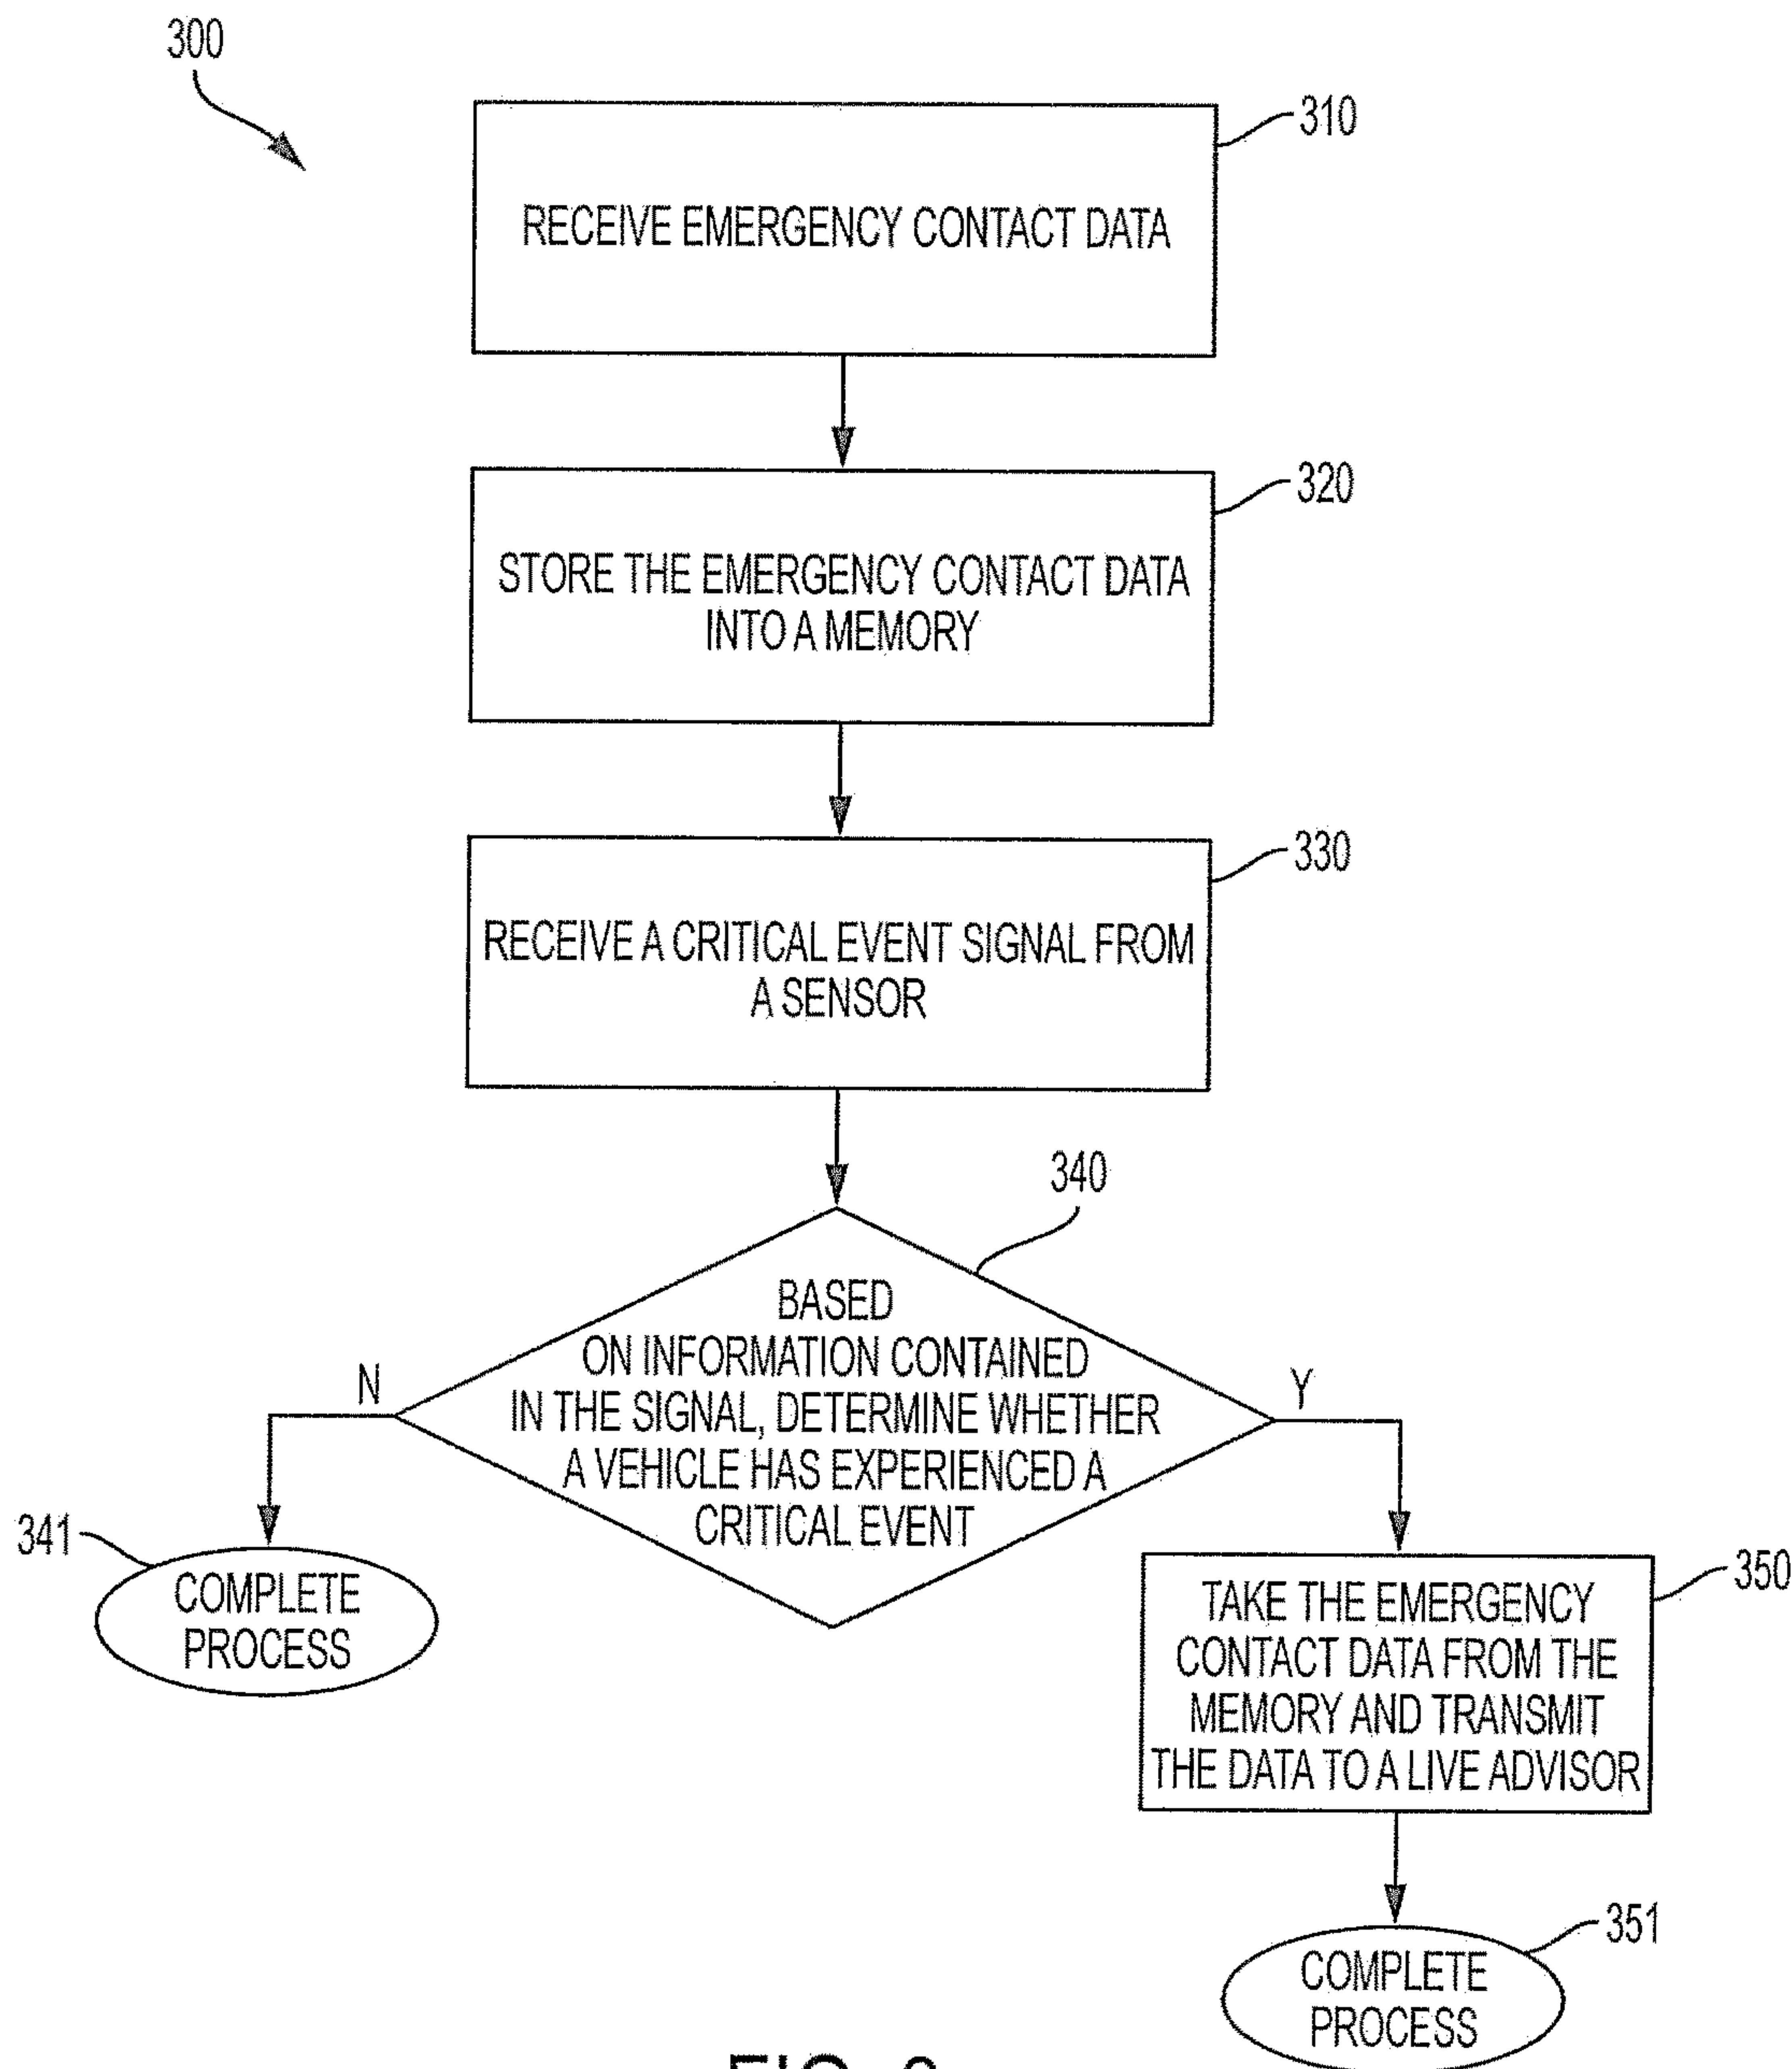 300
310
RECEIVE EMERGENCY CONTACT DATA
320
STORE THE EMERGENCY CONTACT DATA
INTO A MEMORY
330
RECEIVE A CRITICAL EVENT SIGNAL FROM
A SENSOR
340
BASED
ON INFORMATION CONTAINED
IN THE SIGNAL, DETERMINE WHETHER
A VEHICLE HAS EXPERIENCED A
CRITICAL EVENT
N
Y
341
COMPLETE
PROCESS
350
TAKE THE EMERGENCY
CONTACT DATA FROM THE
MEMORY AND TRANSMIT
THE DATA TO A LIVE ADVISOR
351
COMPLETE
PROCESS
FIG.